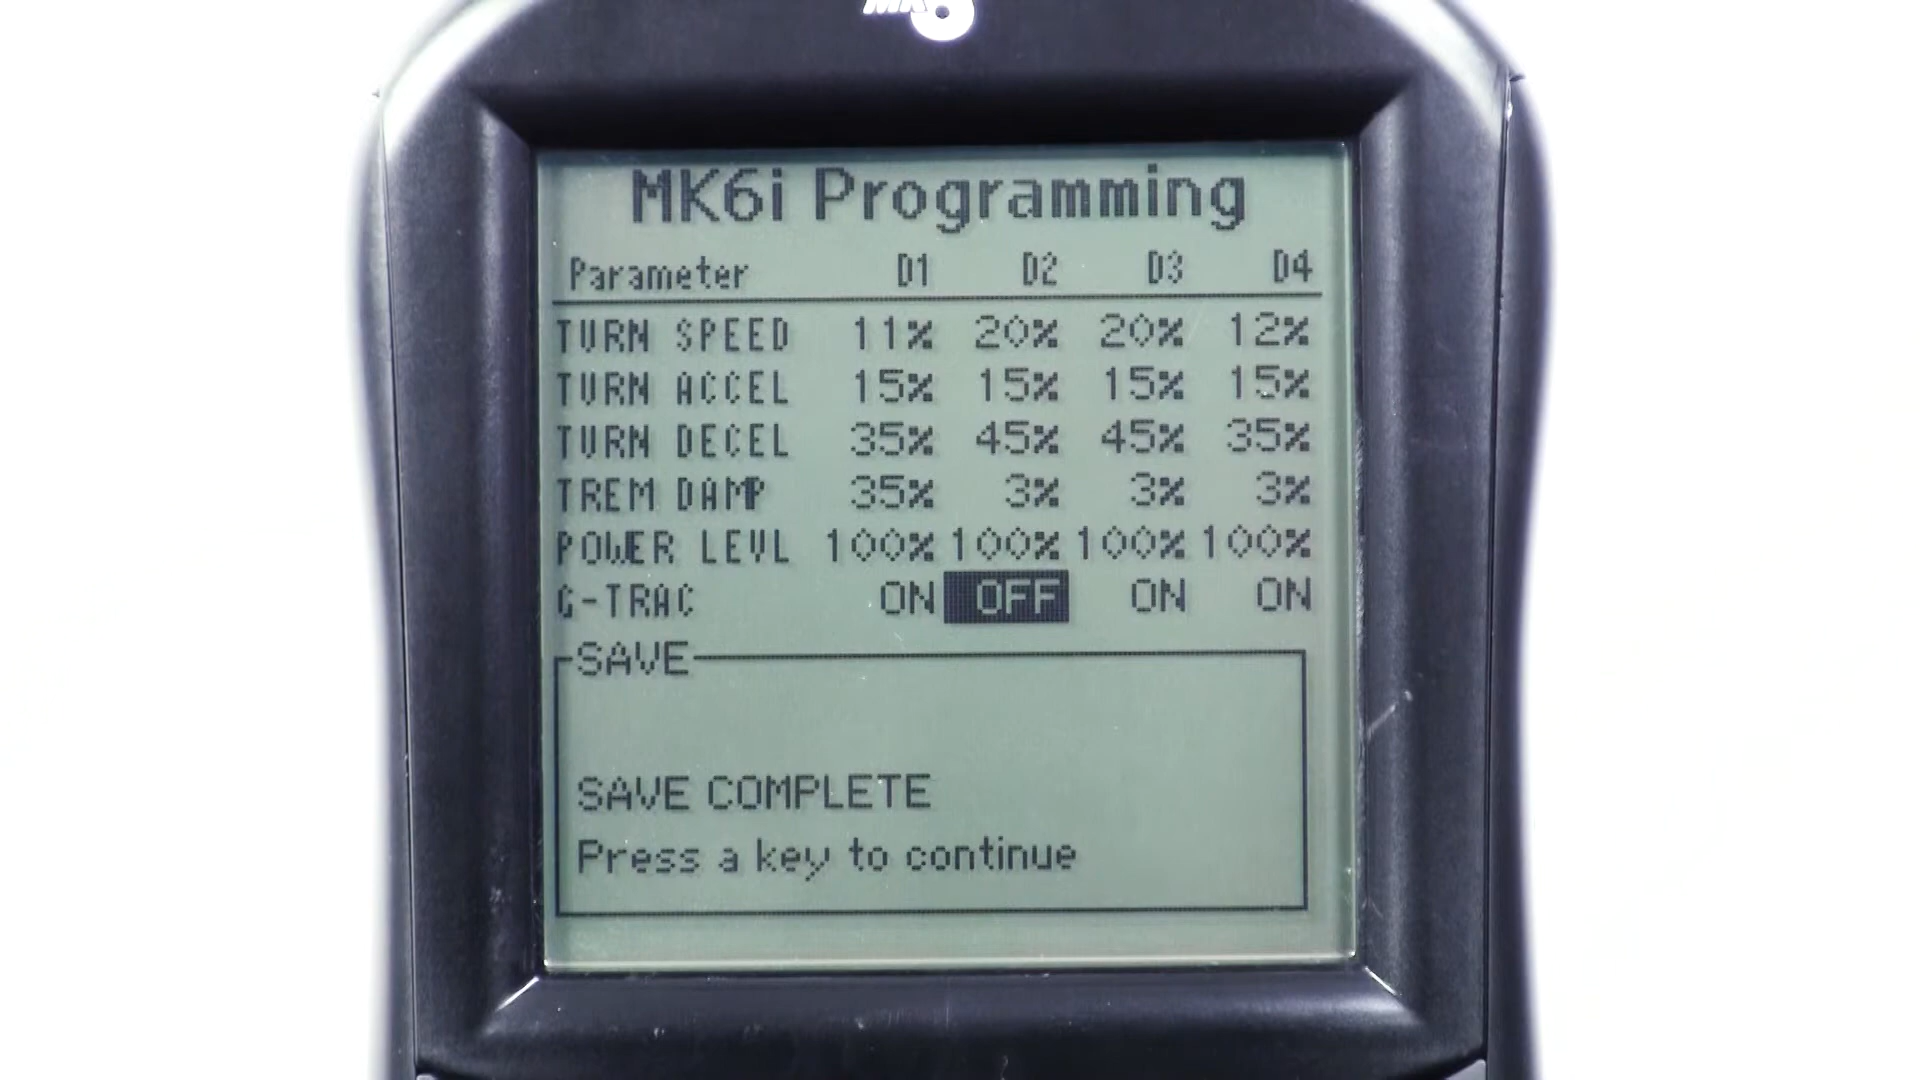 MK6i Programming
Parameter D1 D2 D3 D4
TURN SPEED 11% 20% 20% 12%
TURN ACCEL 15% 15% 15% 15%
TURN DECEL 35% 45% 45% 35%
TREM DAMP 35% 3% 3% 3%
POWER LEVL 100% 100% 100% 100%
G-TRAC ON OFF ON ON
SAVE
SAVE COMPLETE
Press a key to continue